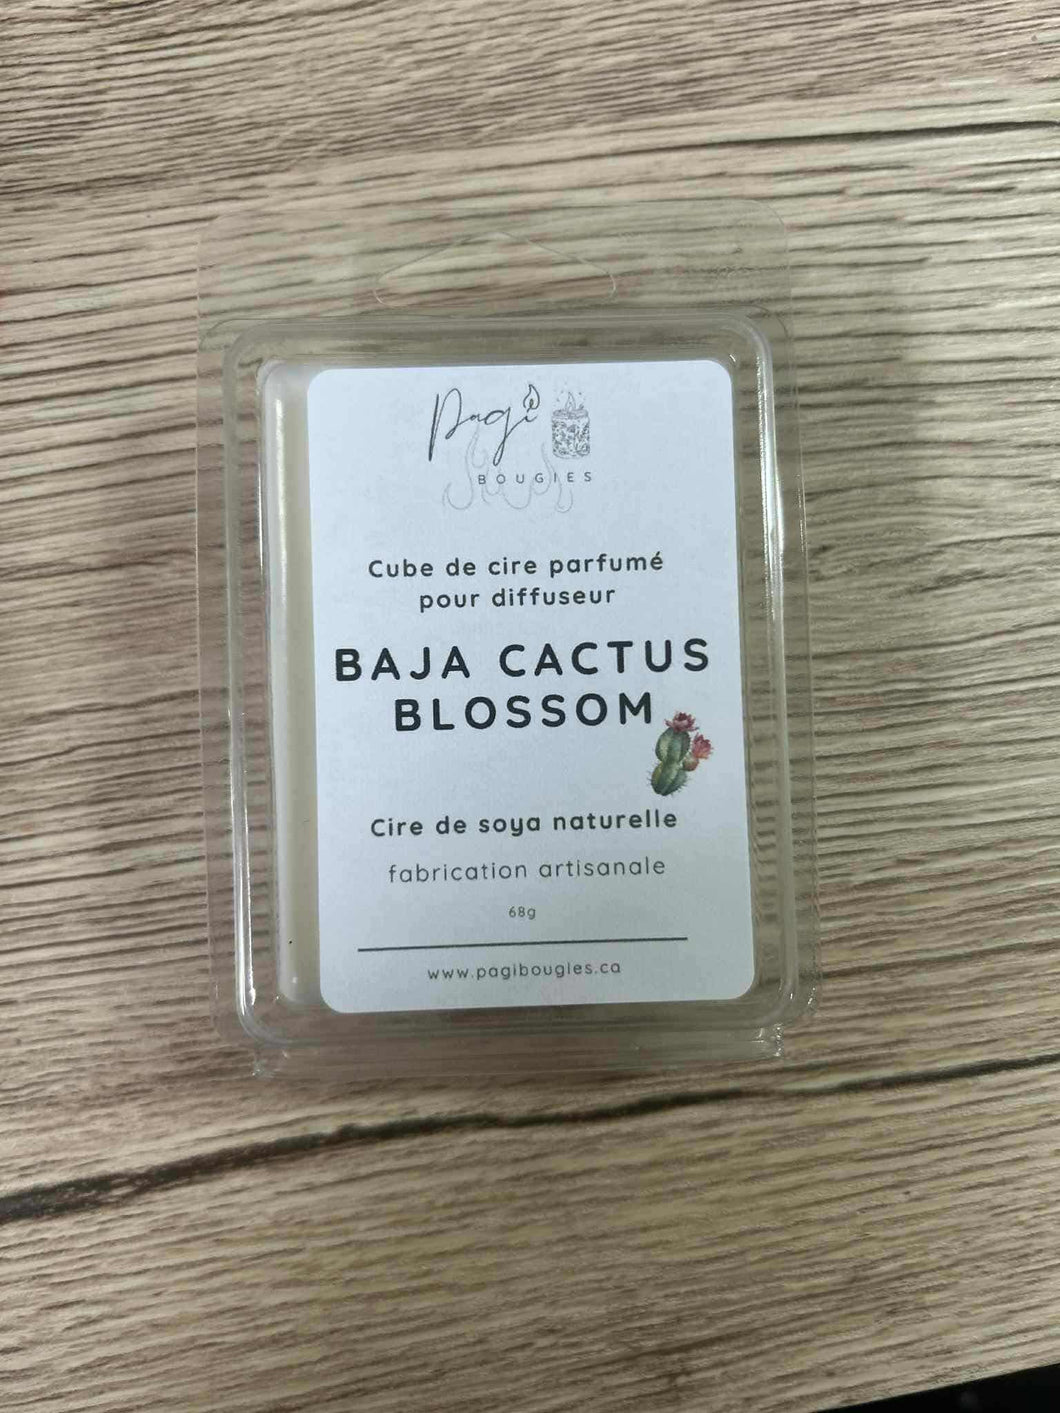 Pagi
BOUGIES
Cube de cire parfumé
pour diffuseur
BAJA CACTUS
BLOSSOM
Cire de soya naturelle
fabrication artisanale
68g
www.pagibougies.ca